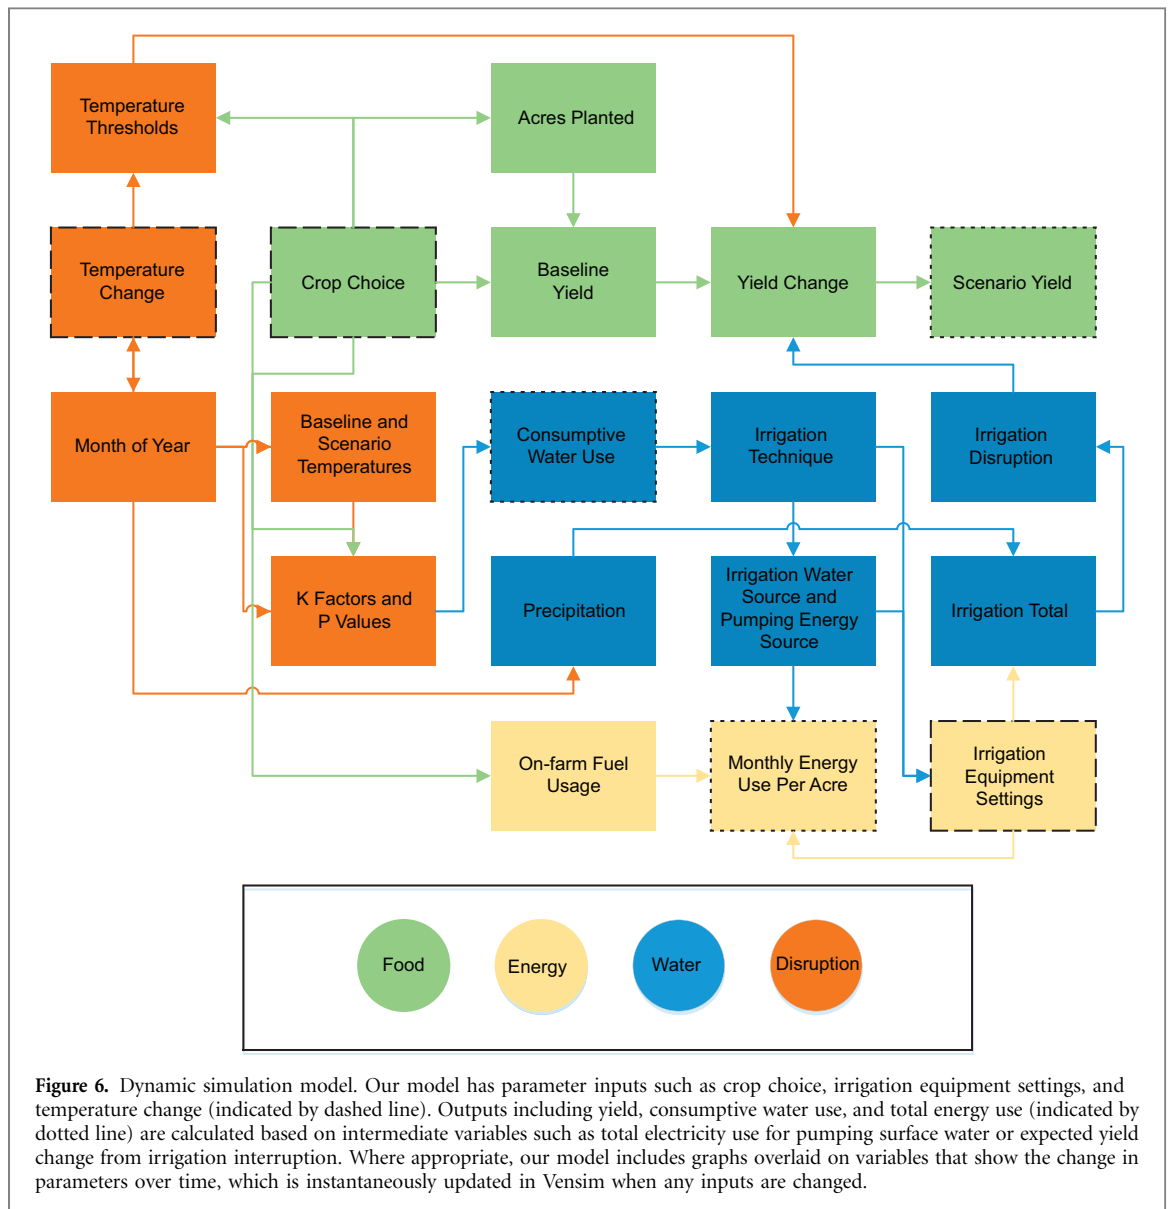 Temperature
Thresholds
Acres Planted
Temperature
Change
Crop Choice
Baseline
Yield
Yield Change
Scenario Yield
Month of Year
Baseline and
Scenario
Temperatures
Consumptive
Water Use
Irrigation
Technique
Irrigation
Disruption
K Factors and
P Values
Precipitation
Irrigation Water
Source and
Pumping Energy
Source
Irrigation Total
On-farm Fuel
Usage
Monthly Energy
Use Per Acre
Irrigation
Equipment
Settings
Food
Energy
Water
Disruption
Figure 6. Dynamic simulation model. Our model has parameter inputs such as crop choice, irrigation equipment settings, and
temperature change (indicated by dashed line). Outputs including yield, consumptive water use, and total energy use (indicated by
dotted line) are calculated based on intermediate variables such as total electricity use for pumping surface water or expected yield
change from irrigation interruption. Where appropriate, our model includes graphs overlaid on variables that show the change in
parameters over time, which is instantaneously updated in Vensim when any inputs are changed.